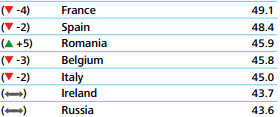 (▼ -4) France 49.1
(▼ -2) Spain 48.4
(▲ +5) Romania 45.9
(▼ -3) Belgium 45.8
(▼ -2) Italy 45.0
(⟷) Ireland 43.7
(⟷) Russia 43.6